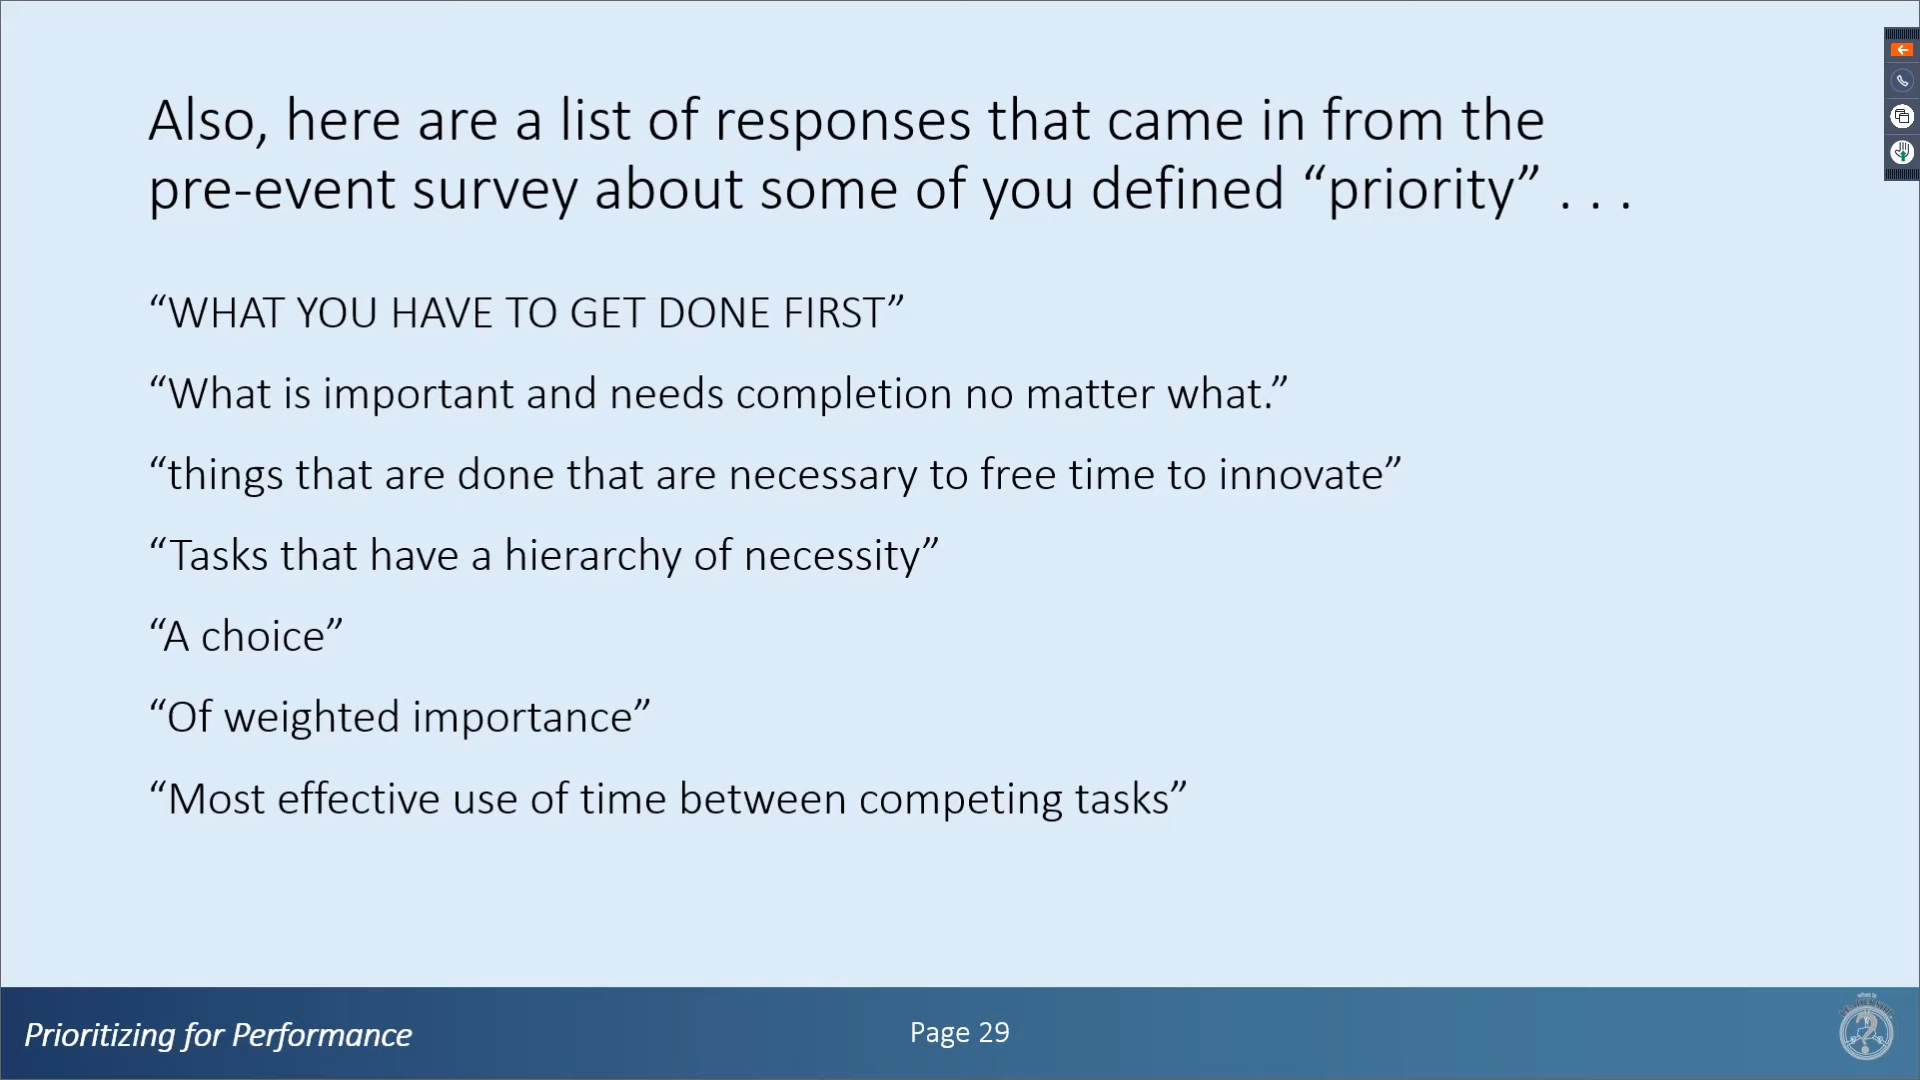 Also, here are a list of responses that came in from the
pre-event survey about some of you defined “priority” . . .
“WHAT YOU HAVE TO GET DONE FIRST”
“What is important and needs completion no matter what.”
“things that are done that are necessary to free time to innovate”
“Tasks that have a hierarchy of necessity”
“A choice”
“Of weighted importance”
“Most effective use of time between competing tasks”
Prioritizing for Performance
Page 29